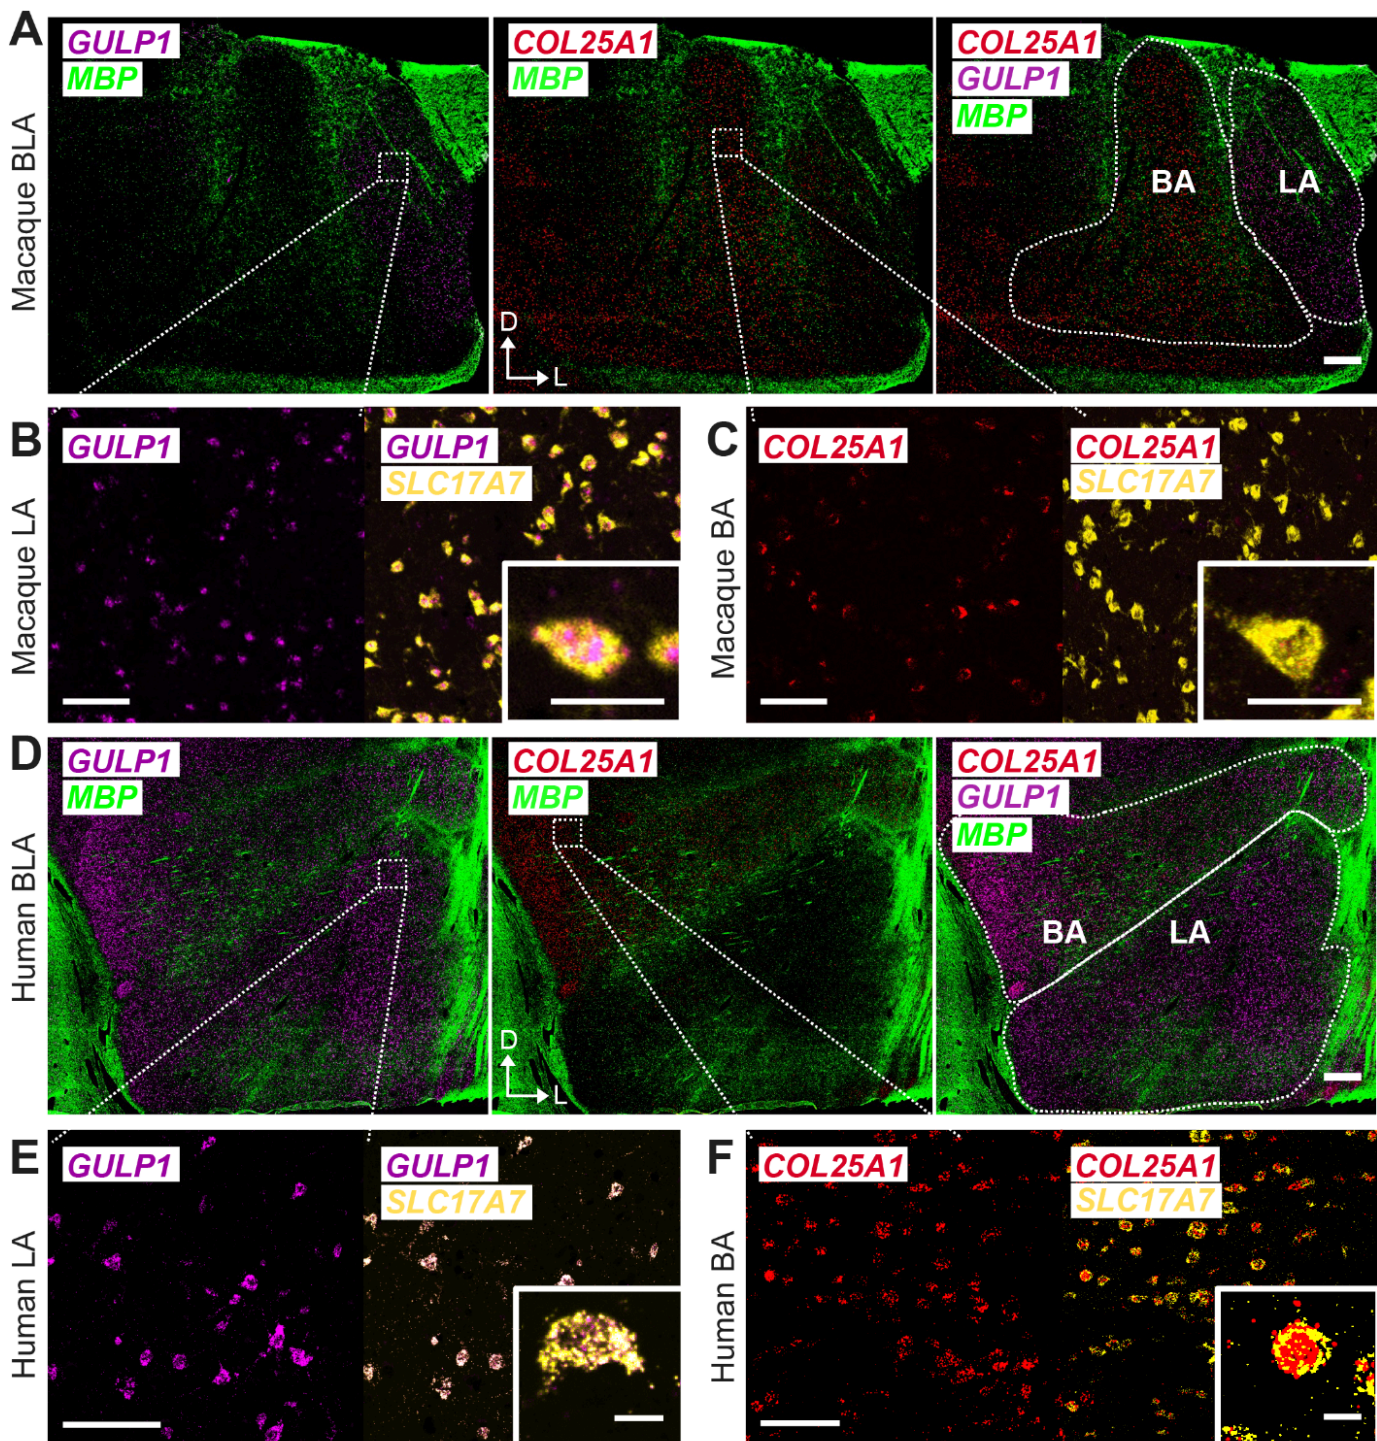 A
Macaque BLA
GULP1
MBP
COL25A1
MBP
D
L
COL25A1
GULP1
MBP
BA
LA
B
Macaque LA
GULP1
GULP1
SLC17A7
C
Macaque BA
COL25A1
COL25A1
SLC17A7
D
Human BLA
GULP1
MBP
COL25A1
MBP
D
L
COL25A1
GULP1
MBP
BA
LA
E
Human LA
GULP1
GULP1
SLC17A7
F
Human BA
COL25A1
COL25A1
SLC17A7